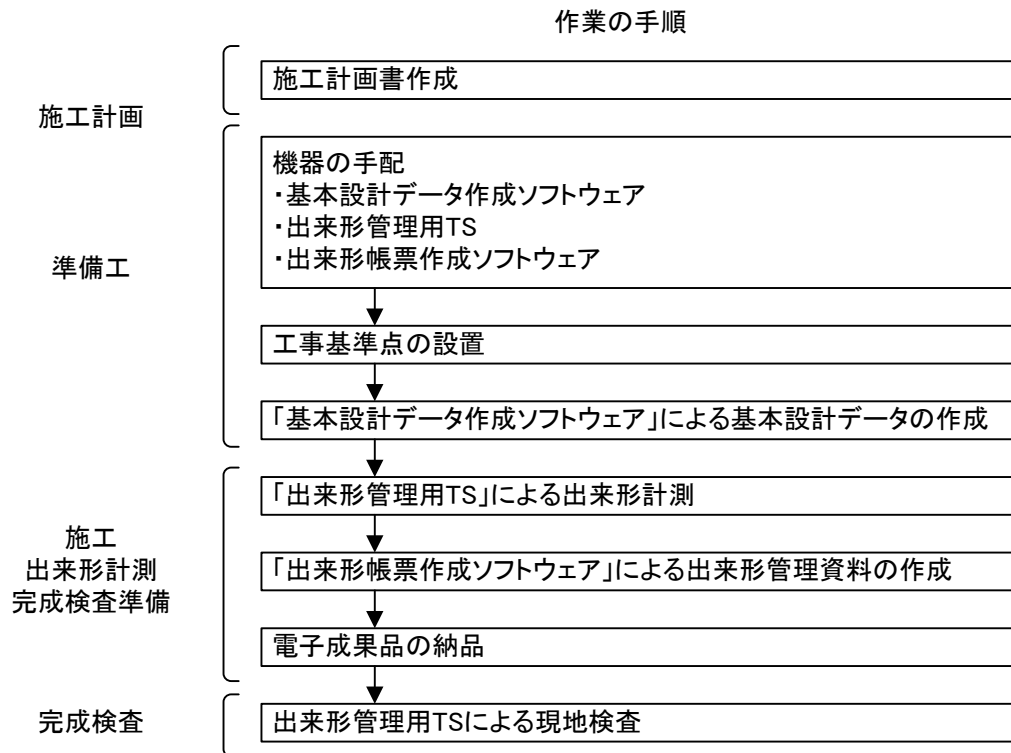 作業の手順
施工計画
施工計画書作成
準備工
機器の手配
・基本設計データ作成ソフトウェア
・出来形管理用TS
・出来形帳票作成ソフトウェア
工事基準点の設置
「基本設計データ作成ソフトウェア」による基本設計データの作成
施工
出来形計測
完成検査準備
「出来形管理用TS」による出来形計測
「出来形帳票作成ソフトウェア」による出来形管理資料の作成
電子成果品の納品
完成検査
出来形管理用TSによる現地検査